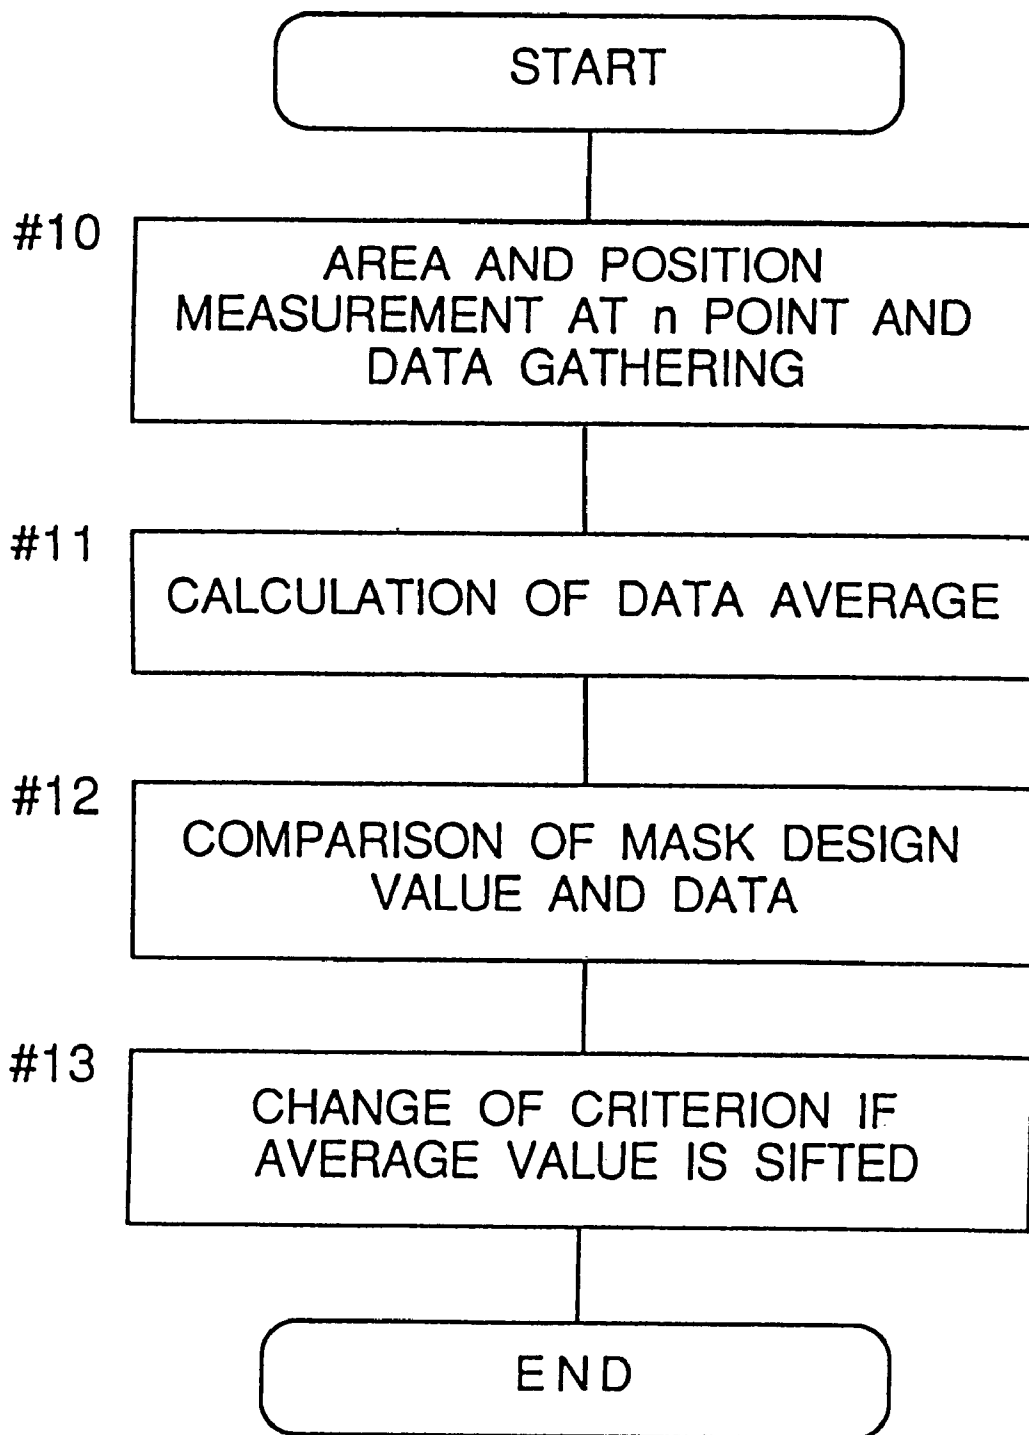 START
#10
AREA AND POSITION
MEASUREMENT AT n POINT AND
DATA GATHERING
#11
CALCULATION OF DATA AVERAGE
#12
COMPARISON OF MASK DESIGN
VALUE AND DATA
#13
CHANGE OF CRITERION IF
AVERAGE VALUE IS SIFTED
END